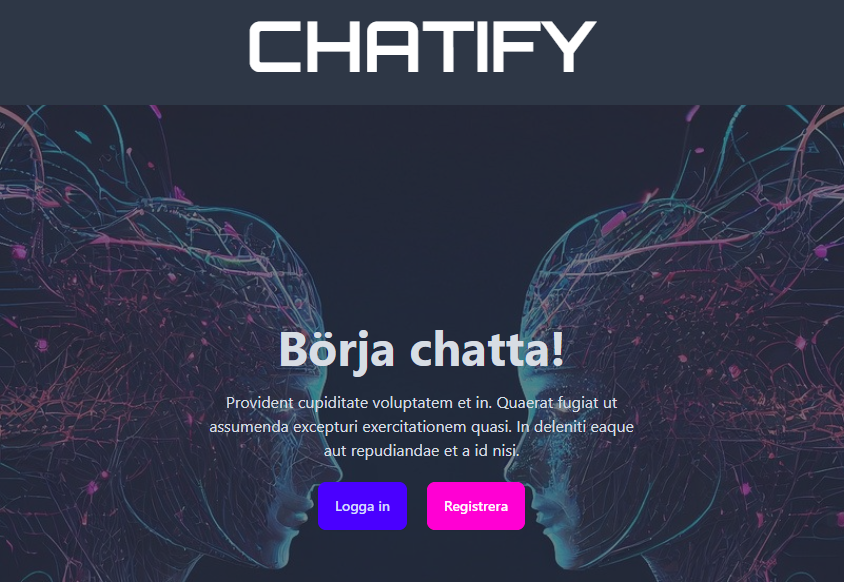 CHATIFY
Börja chatta!
Provident cupiditate voluptatem et in. Quaerat fugiat ut
assumenda excepturi exercitationem quasi. In deleniti eaque
aut repudiandae et a id nisi.
Logga in
Registrera